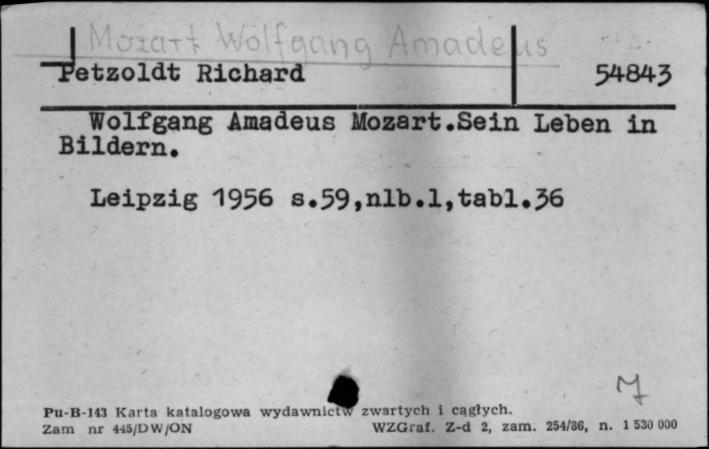 Mozart Wolfgang Amadeus
Petzoldt Richard 54843
Wolfgang Amadeus Mozart.Sein Leben in
Bildern.
Leipzig 1956 s.59,nlb.1,tabl.36
M
Pu-B-143 Karta katalogowa wydawnictw zwartych i cągłych.
Zam nr 445/DW/ON WZGraf. Z-d 2, zam. 254/86, n. 1 530 000